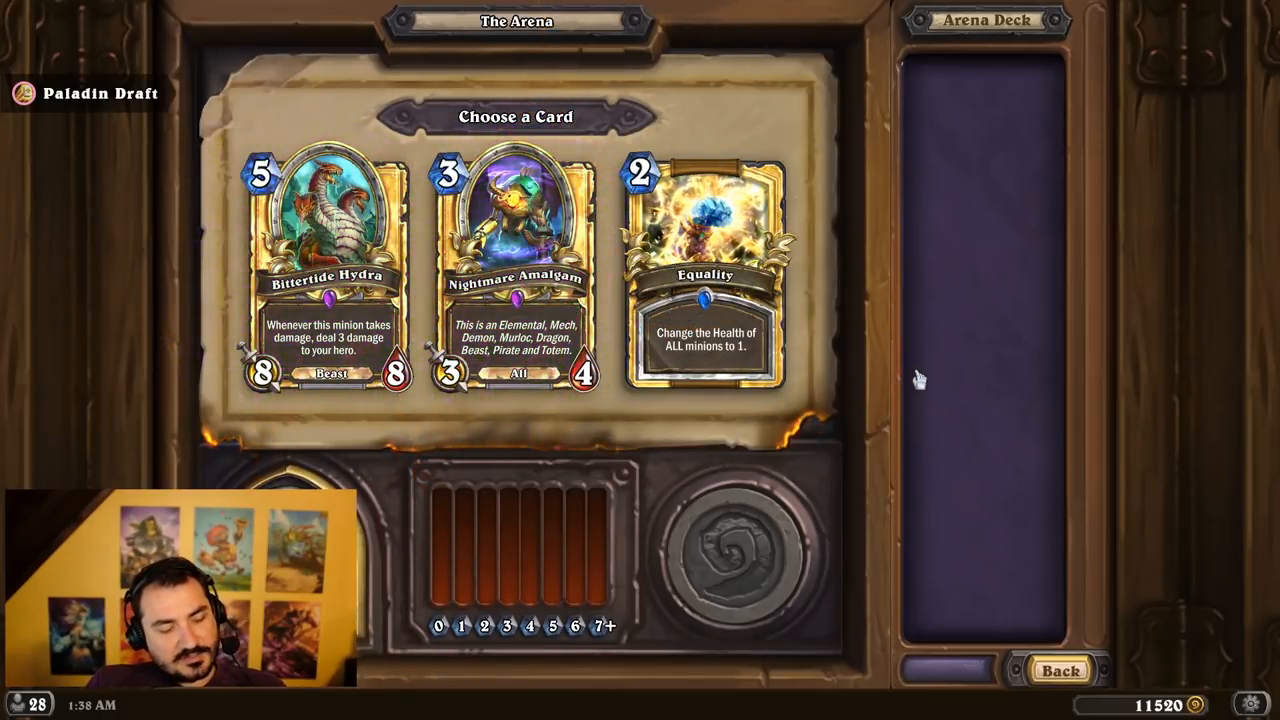 The Arena
Arena Deck
Paladin Draft
Choose a Card
5
3
2
Bittertide Hydra
Nightmare Amalgam
Equality
Whenever this minion takes
damage, deal 3 damage
to your hero.
This is an Elemental, Mech,
Demon, Murloc, Dragon,
Beast, Pirate and Totem.
Change the Health of
ALL minions to 1.
8
Beast
8
3
All
4
0 1 2 3 4 5 6 7+
Back
28
1:38 AM
11520